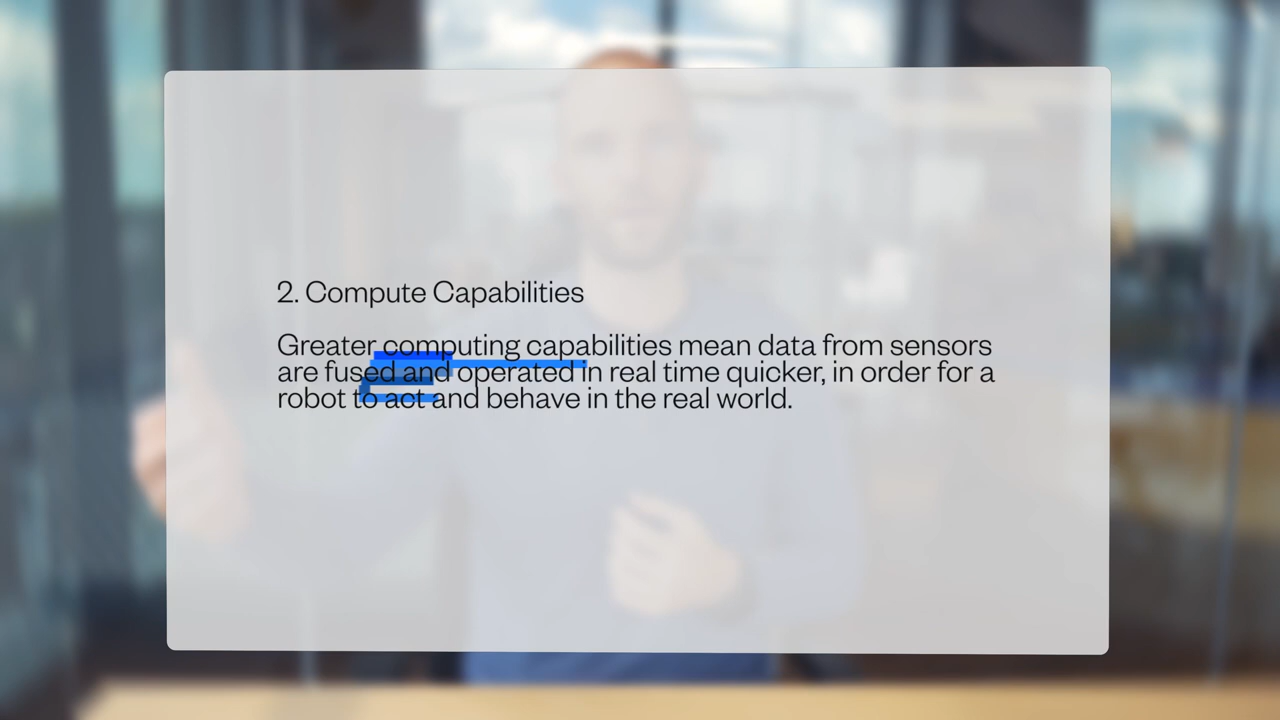 2. Compute Capabilities
Greater computing capabilities mean data from sensors
are fused and operated in real time quicker, in order for a
robot to act and behave in the real world.